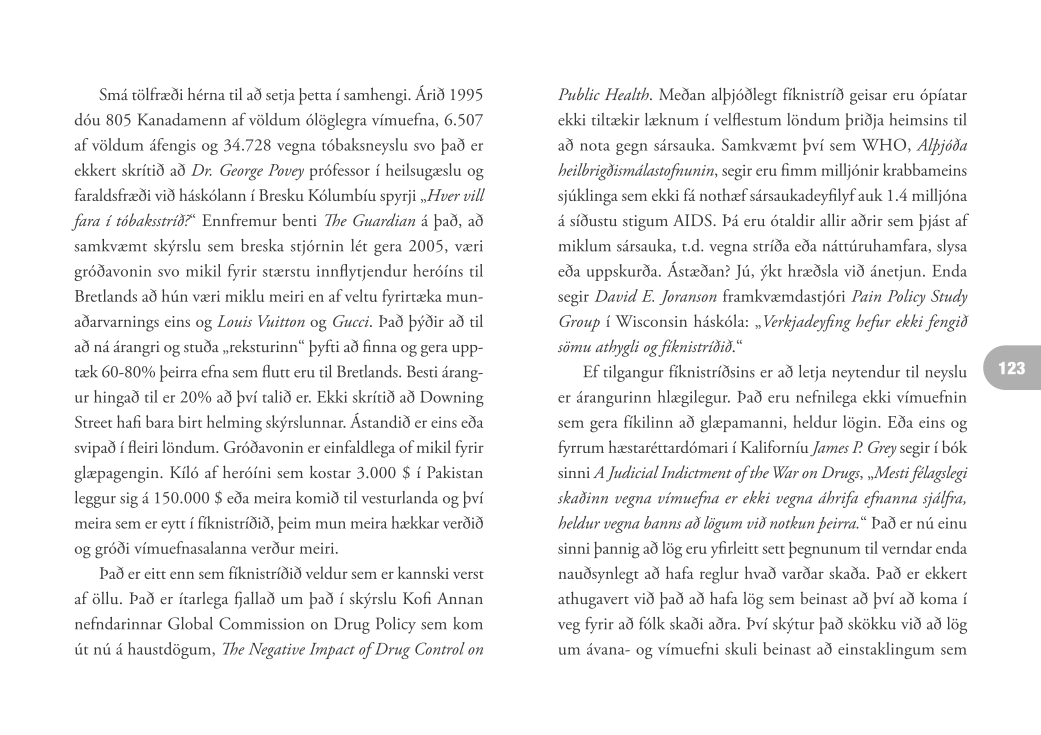 Smá tölfræði hérna til að setja þetta í samhengi. Árið 1995
dóu 805 Kanadamenn af völdum ólöglegra vímuefna, 6.507
af völdum áfengis og 34.728 vegna tóbaksneyslu svo það er
ekkert skrítið að Dr. George Povey prófessor í heilsugæslu og
faraldsfræði við háskólann í Bresku Kólumbíu spyrji „Hver vill
fara í tóbaksstríð?“ Ennfremur benti The Guardian á það, að
samkvæmt skýrslu sem breska stjórnin lét gera 2005, væri
gróðavonin svo mikil fyrir stærstu innflytjendur heróíns til
Bretlands að hún væri miklu meiri en af veltu fyrirtæka mun-
aðarvarnings eins og Louis Vuitton og Gucci. Það þýðir að til
að ná árangri og stuða „reksturinn“ þyfti að finna og gera upp-
tæk 60-80% þeirra efna sem flutt eru til Bretlands. Besti árang-
ur hingað til er 20% að því talið er. Ekki skrítið að Downing
Street hafi bara birt helming skýrslunnar. Ástandið er eins eða
svipað í fleiri löndum. Gróðavonin er einfaldlega of mikil fyrir
glæpagengin. Kíló af heróíni sem kostar 3.000 $ í Pakistan
leggur sig á 150.000 $ eða meira komið til vesturlanda og því
meira sem er eytt í fíknistríðið, þeim mun meira hækkar verðið
og gróði vímuefnasalanna verður meiri.
Það er eitt enn sem fíknistríðið veldur sem er kannski verst
af öllu. Það er ítarlega fjallað um það í skýrslu Kofi Annan
nefndarinnar Global Commission on Drug Policy sem kom
út nú á haustdögum, The Negative Impact of Drug Control on
Public Health. Meðan alþjóðlegt fíknistríð geisar eru ópíatar
ekki tiltækir læknum í velflestum löndum þriðja heimsins til
að nota gegn sársauka. Samkvæmt því sem WHO, Alþjóða
heilbrigðismálastofnunin, segir eru fimm milljónir krabbameins
sjúklinga sem ekki fá nothæf sársaukadeyfilyf auk 1.4 milljóna
á síðustu stigum AIDS. Þá eru ótaldir allir aðrir sem þjást af
miklum sársauka, t.d. vegna stríða eða náttúruhamfara, slysa
eða uppskurða. Ástæðan? Jú, ýkt hræðsla við ánetjun. Enda
segir David E. Joranson framkvæmdastjóri Pain Policy Study
Group í Wisconsin háskóla: „Verkjadeyfing hefur ekki fengið
sömu athygli og fíknistríðið.“
Ef tilgangur fíknistríðsins er að letja neytendur til neyslu
er árangurinn hlægilegur. Það eru nefnilega ekki vímuefnin
sem gera fíkilinn að glæpamanni, heldur lögin. Eða eins og
fyrrum hæstaréttardómari í Kaliforníu James P. Grey segir í bók
sinni A Judicial Indictment of the War on Drugs, „Mesti félagslegi
skaðinn vegna vímuefna er ekki vegna áhrifa efnanna sjálfra,
heldur vegna banns að lögum við notkun þeirra.“ Það er nú einu
sinni þannig að lög eru yfirleitt sett þegnunum til verndar enda
nauðsynlegt að hafa reglur hvað varðar skaða. Það er ekkert
athugavert við það að hafa lög sem beinast að því að koma í
veg fyrir að fólk skaði aðra. Því skýtur það skökku við að lög
um ávana- og vímuefni skuli beinast að einstaklingum sem
123